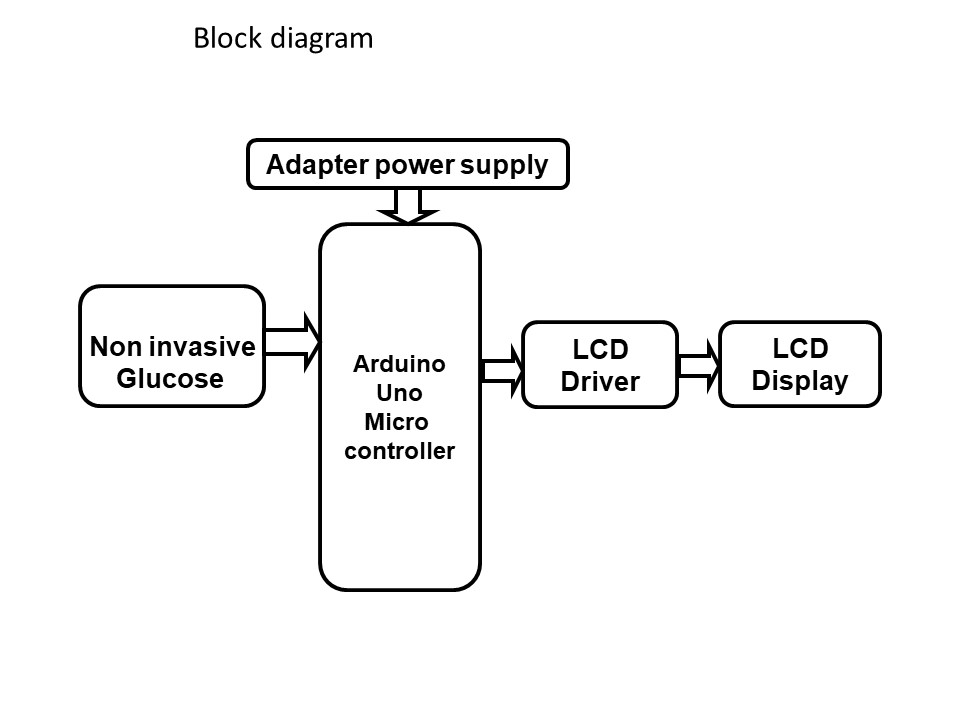 Block diagram
Adapter power supply
Non invasive
Glucose
Arduino
Uno
Micro
controller
LCD
Driver
LCD
Display